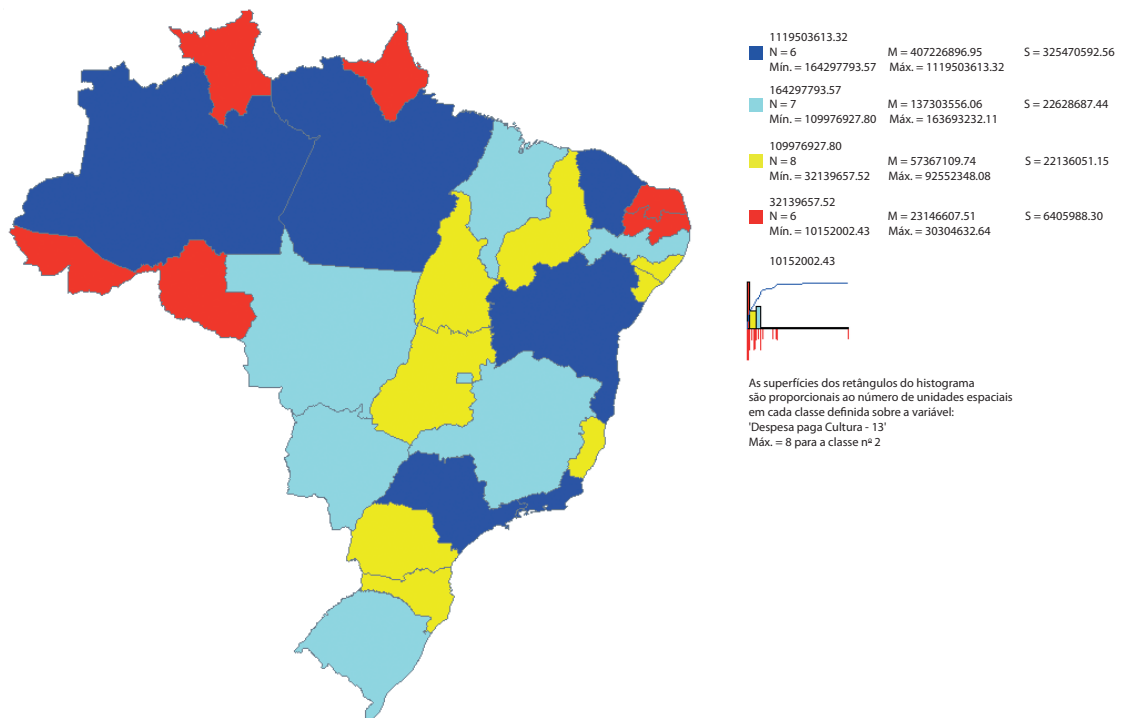 1119503613.32
N = 6 M = 407226896.95 S = 325470592.56
Mín. = 164297793.57 Máx. = 1119503613.32
164297793.57
N = 7 M = 137303556.06 S = 22628687.44
Mín. = 109976927.80 Máx. = 163693232.11
109976927.80
N = 8 M = 57367109.74 S = 22136051.15
Mín. = 32139657.52 Máx. = 92552348.08
32139657.52
N = 6 M = 23146607.51 S = 6405988.30
Mín. = 10152002.43 Máx. = 30304632.64
10152002.43
As superfícies dos retângulos do histograma
são proporcionais ao número de unidades espaciais
em cada classe definida sobre a variável:
'Despesa paga Cultura - 13'
Máx. = 8 para a classe nº 2